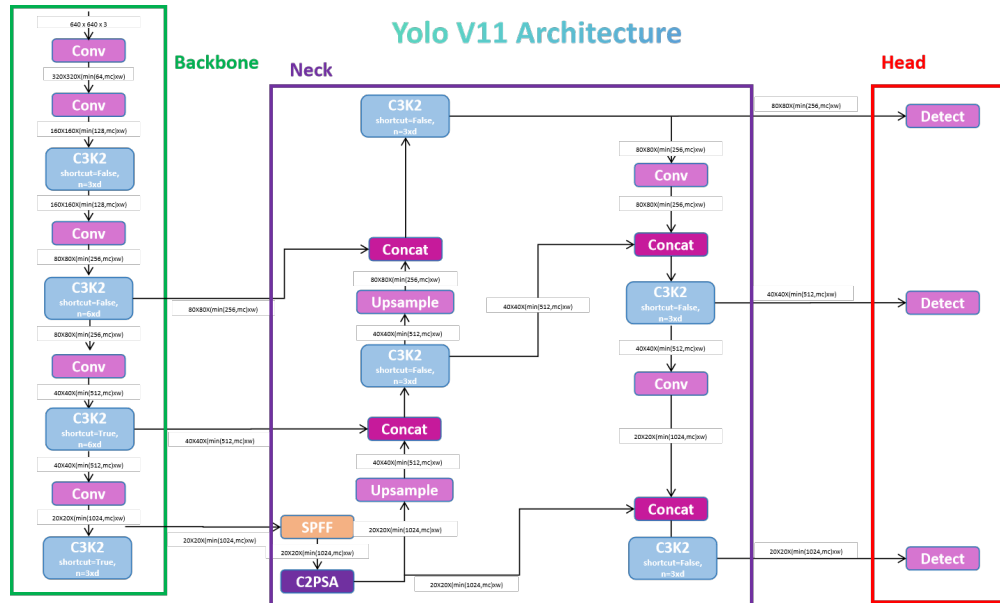 Yolo V11 Architecture
Backbone
640 x 640 x 3
Conv
320X320X(min(64,mc)xw)
Conv
160X160X(min(128,mc)xw)
C3K2
shortcut=False,
n=3xd
160X160X(min(128,mc)xw)
Conv
80X80X(min(256,mc)xw)
C3K2
shortcut=False,
n=6xd
80X80X(min(256,mc)xw)
80X80X(min(256,mc)xw)
Conv
40X40X(min(512,mc)xw)
C3K2
shortcut=True,
n=6xd
40X40X(min(512,mc)xw)
40X40X(min(512,mc)xw)
Conv
20X20X(min(1024,mc)xw)
20X20X(min(1024,mc)xw)
C3K2
shortcut=True,
n=3xd
Neck
C3K2
shortcut=False,
n=3xd
Concat
80X80X(min(256,mc)xw)
Upsample
40X40X(min(512,mc)xw)
40X40X(min(512,mc)xw)
C3K2
shortcut=False,
n=3xd
Concat
40X40X(min(512,mc)xw)
Upsample
SPFF
20X20X(min(1024,mc)xw)
20X20X(min(1024,mc)xw)
C2PSA
20X20X(min(1024,mc)xw)
80X80X(min(256,mc)xw)
Conv
80X80X(min(256,mc)xw)
Concat
C3K2
shortcut=False,
n=3xd
40X40X(min(512,mc)xw)
Conv
20X20X(min(1024,mc)xw)
Concat
C3K2
shortcut=False,
n=3xd
Head
80X80X(min(256,mc)xw)
Detect
40X40X(min(512,mc)xw)
Detect
20X20X(min(1024,mc)xw)
Detect